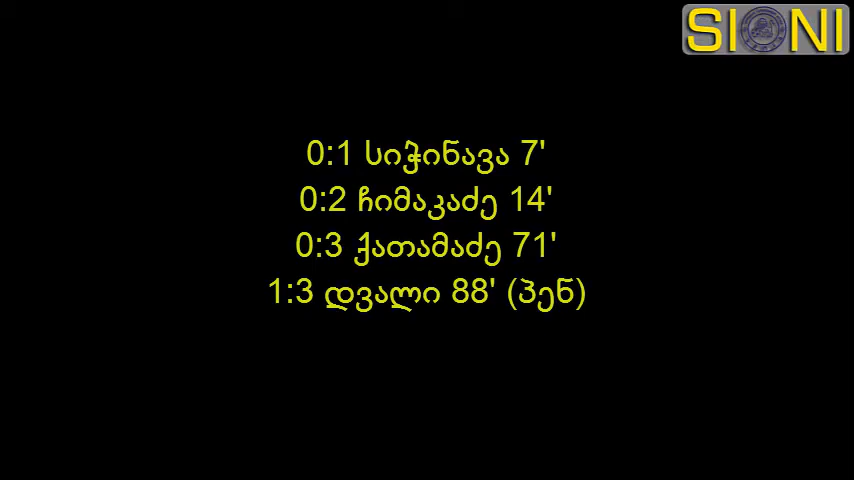 SIONI
0:1 სიჭინავა 7'
0:2 ჩიმაკაძე 14'
0:3 ქათამაძე 71'
1:3 დვალი 88' (პენ)